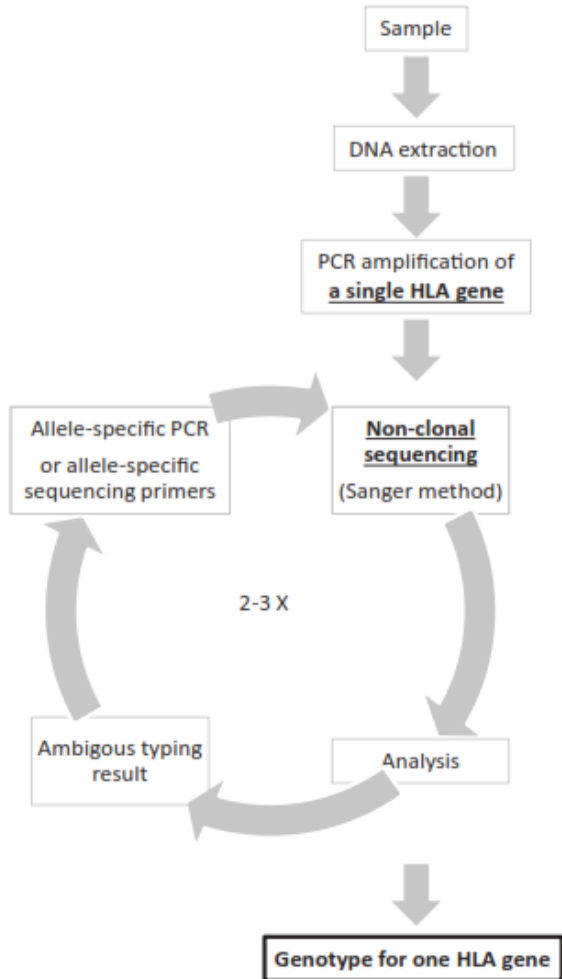 Sample
DNA extraction
PCR amplification of
a single HLA gene
Allele-specific PCR
or allele-specific
sequencing primers
Non-clonal
sequencing
(Sanger method)
2-3 X
Ambigous typing
result
Analysis
Genotype for one HLA gene